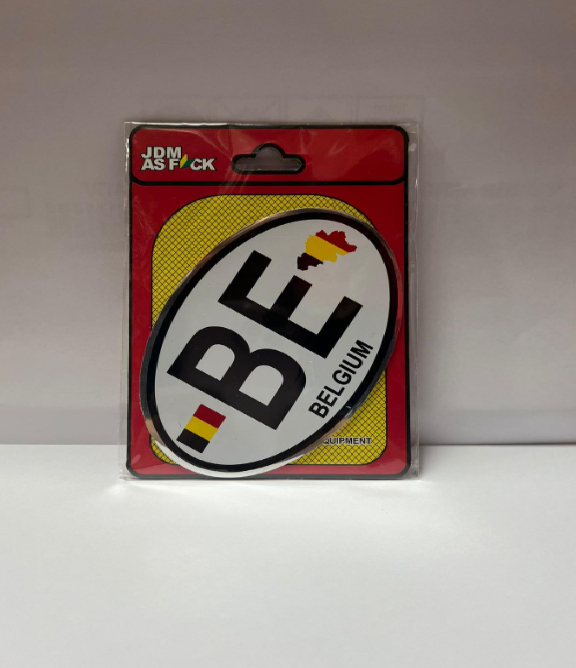 JDM
AS F CK
BE
BELGIUM
QUIPMENT